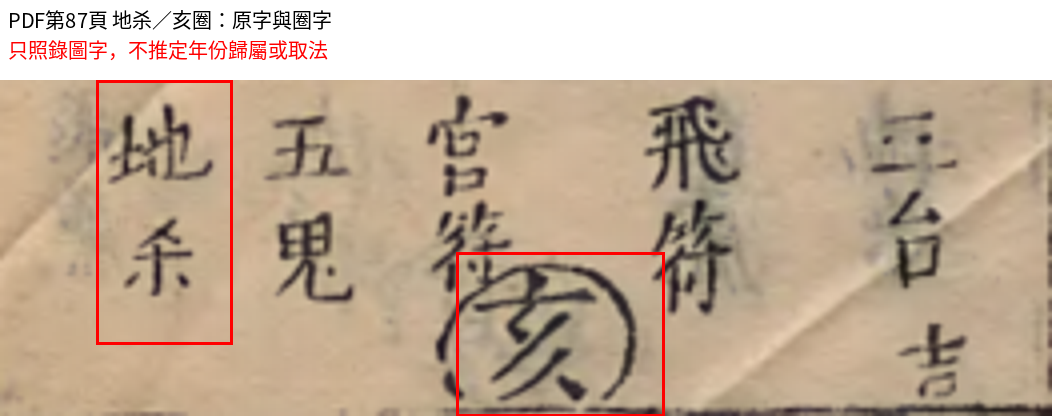 PDF第87頁 地杀／亥圈：原字與圈字
只照錄圖字，不推定年份歸屬或取法
三台 吉
飛符
宫符
亥
五鬼
地杀